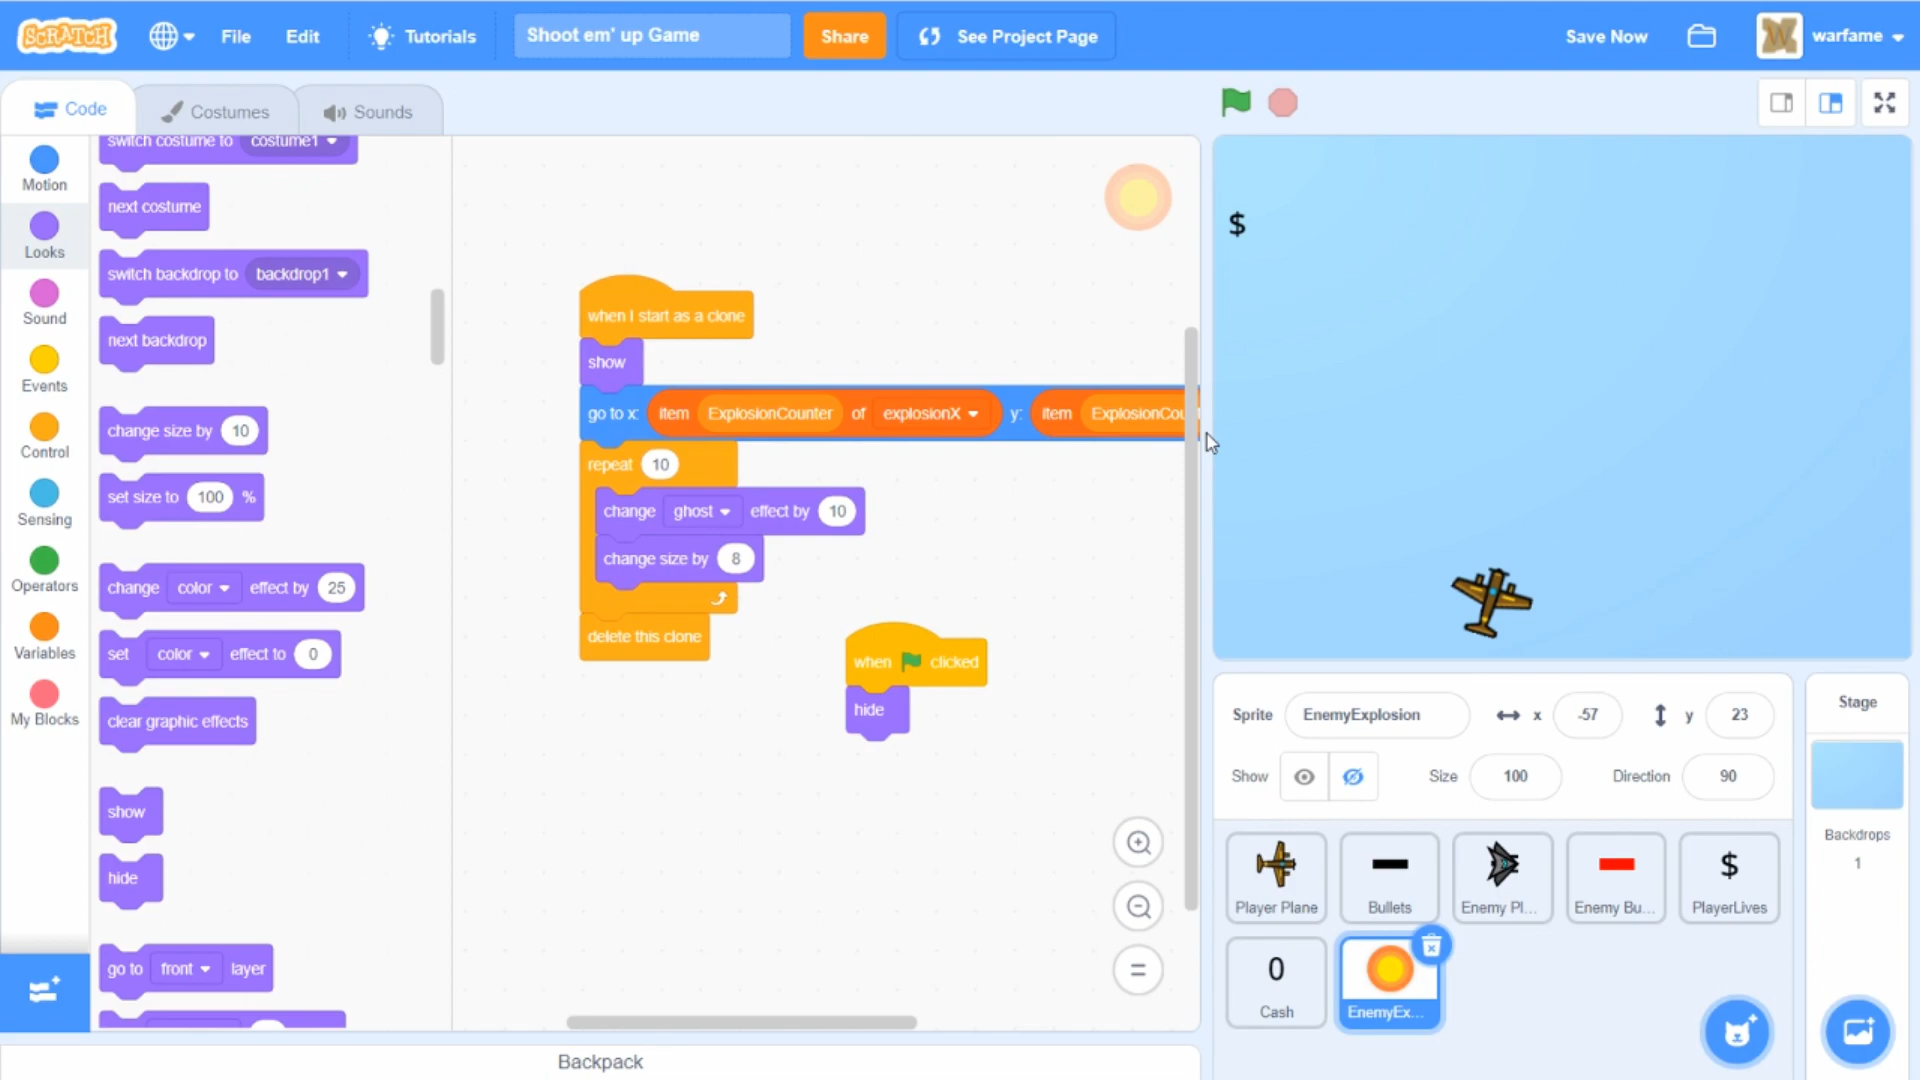 SCRATCH
File
Edit
Tutorials
Shoot em' up Game
Share
See Project Page
Save Now
warfame
Code
Costumes
Sounds
Motion
Looks
Sound
Events
Control
Sensing
Operators
Variables
My Blocks
switch costume to costume1
next costume
switch backdrop to backdrop1
next backdrop
change size by 10
set size to 100 %
change color effect by 25
set color effect to 0
clear graphic effects
show
hide
go to front layer
when I start as a clone
show
go to x: item ExplosionCounter of explosionX y: item ExplosionCou
repeat 10
change ghost effect by 10
change size by 8
delete this clone
when clicked
hide
Backpack
$
Sprite EnemyExplosion x -57 y 23
Show Size 100 Direction 90
Player Plane
Bullets
Enemy Pl...
Enemy Bu...
$
PlayerLives
0
Cash
EnemyEx...
Stage
Backdrops
1